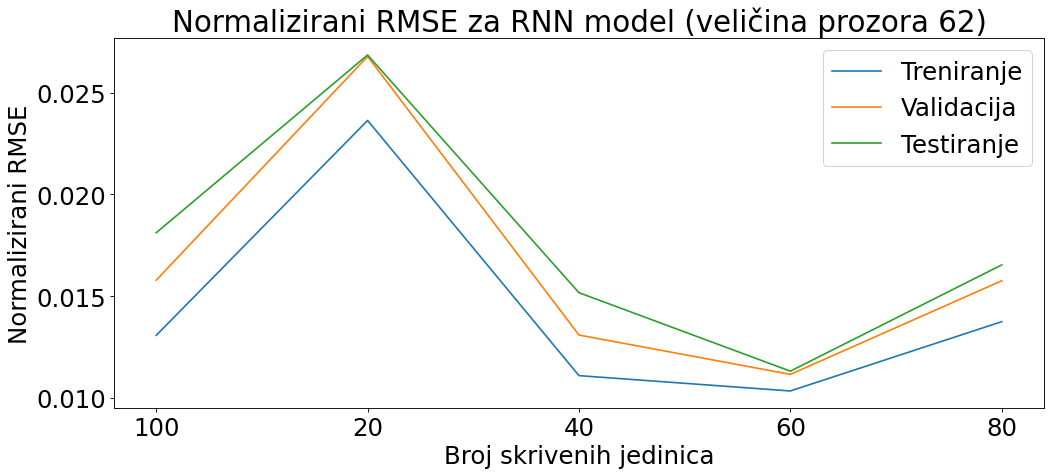 Normalizirani RMSE za RNN model (veličina prozora 62)
Treniranje
Validacija
Testiranje
Normalizirani RMSE
0.025
0.020
0.015
0.010
100 20 40 60 80
Broj skrivenih jedinica